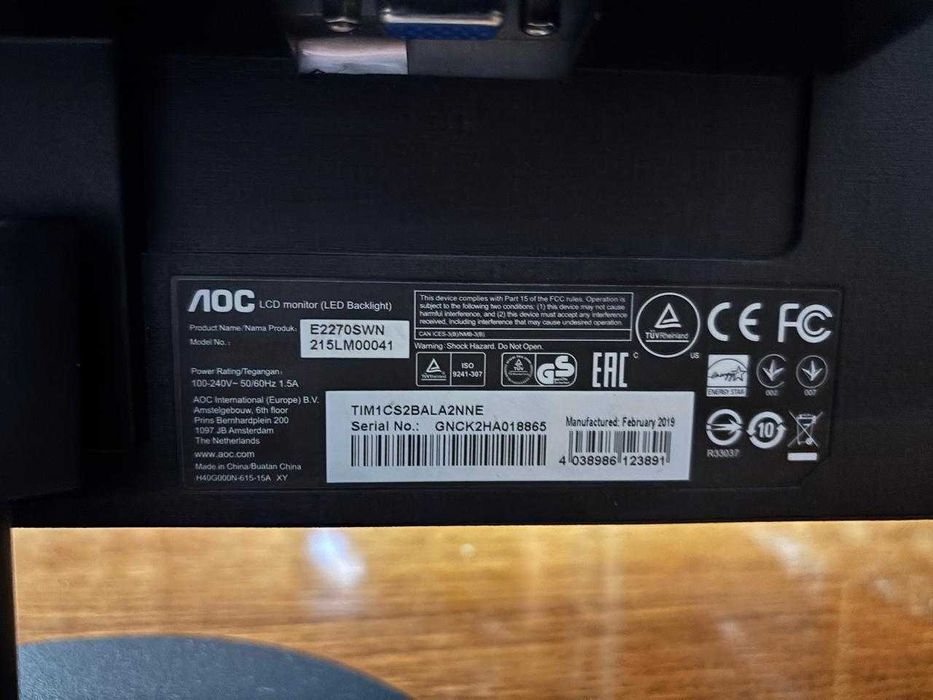 AOC LCD monitor (LED Backlight)
Product Name/Nama Produk: E2270SWN
Model No.: 215LM00041
Power Rating/Tegangan:
100-240V~ 50/60Hz 1.5A
AOC International (Europe) B.V.
Amstelgebouw, 6th floor
Prins Bernhardplein 200
1097 JB Amsterdam
The Netherlands
www.aoc.com
Made in China/Buatan China
H40G000N-615-15A XY
This device complies with Part 15 of the FCC rules. Operation is
subject to the following two conditions: (1) this device may not cause
harmful interference, and (2) this device must accept any interference
received, including interference that may cause undesired operation.
CAN ICES-3(B)/NMB-3(B)
Warning: Shock Hazard. Do Not Open.
TÜVRheinland
ISO
9241-307
GS
EAC
TÜVRheinland
C US
CE FC
ENERGY STAR
002
007
10
R33037
TIM1CS2BALA2NNE
Serial No.: GNCK2HA018865
Manufactured: February 2019
4 038986 123891